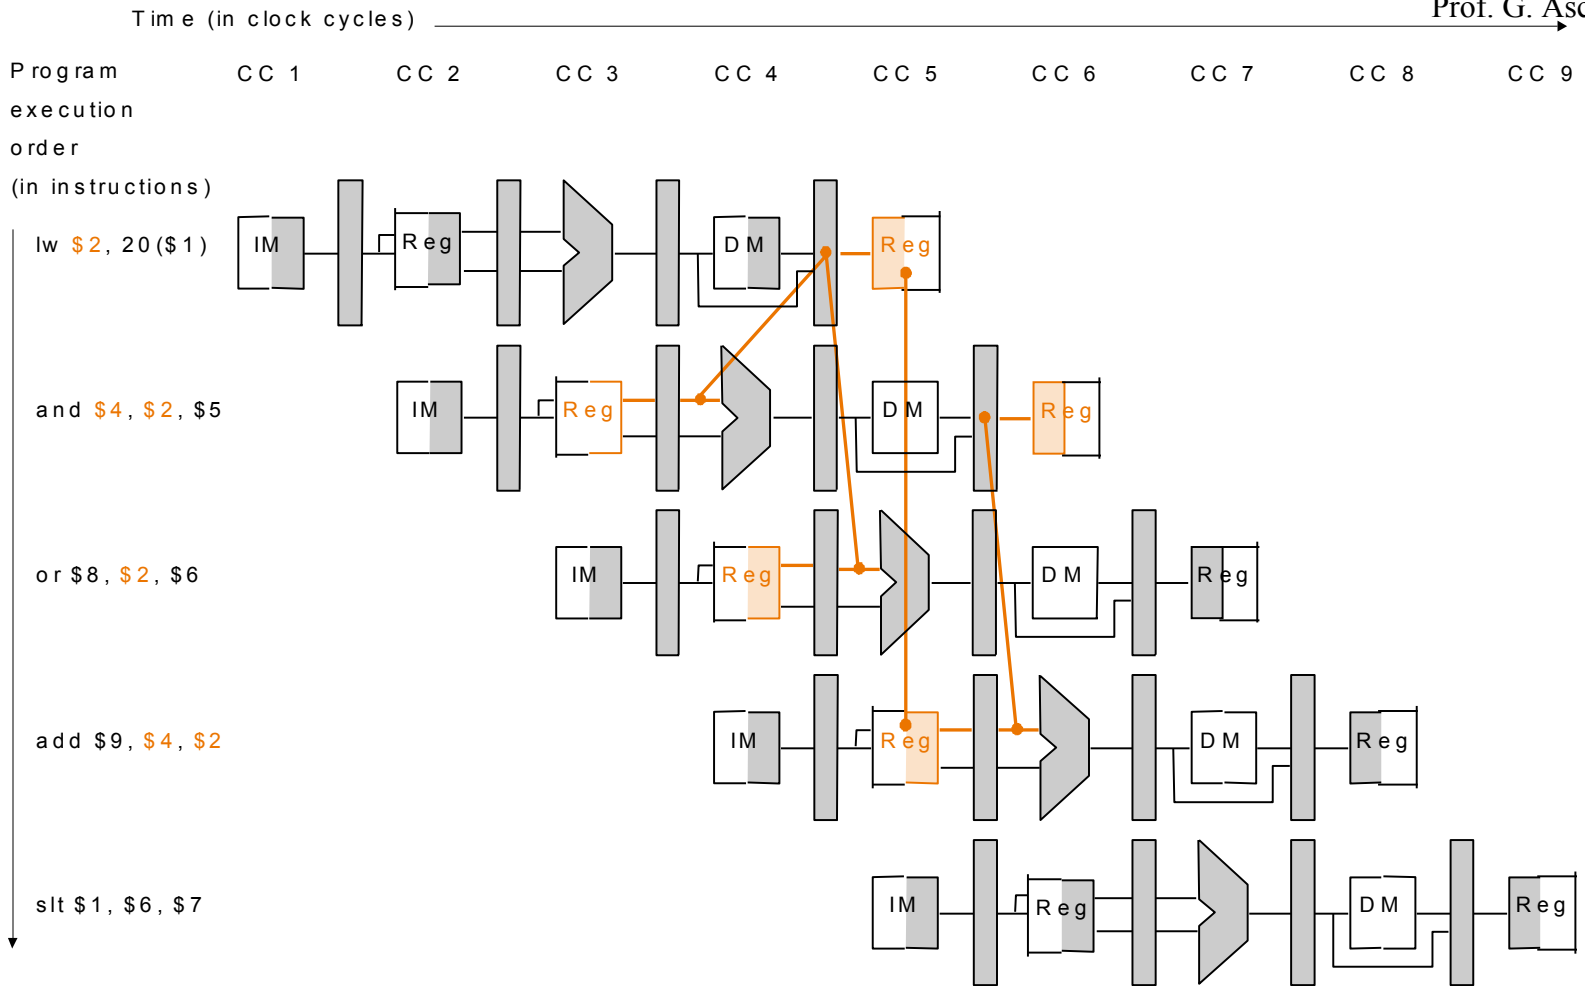 Prof. G. Asc
Time (in clock cycles)
Program
execution
order
(in instructions)
CC 1 CC 2 CC 3 CC 4 CC 5 CC 6 CC 7 CC 8 CC 9
lw $2, 20($1) IM Reg DM Reg
and $4, $2, $5 IM Reg DM Reg
or $8, $2, $6 IM Reg DM Reg
add $9, $4, $2 IM Reg DM Reg
slt $1, $6, $7 IM Reg DM Reg